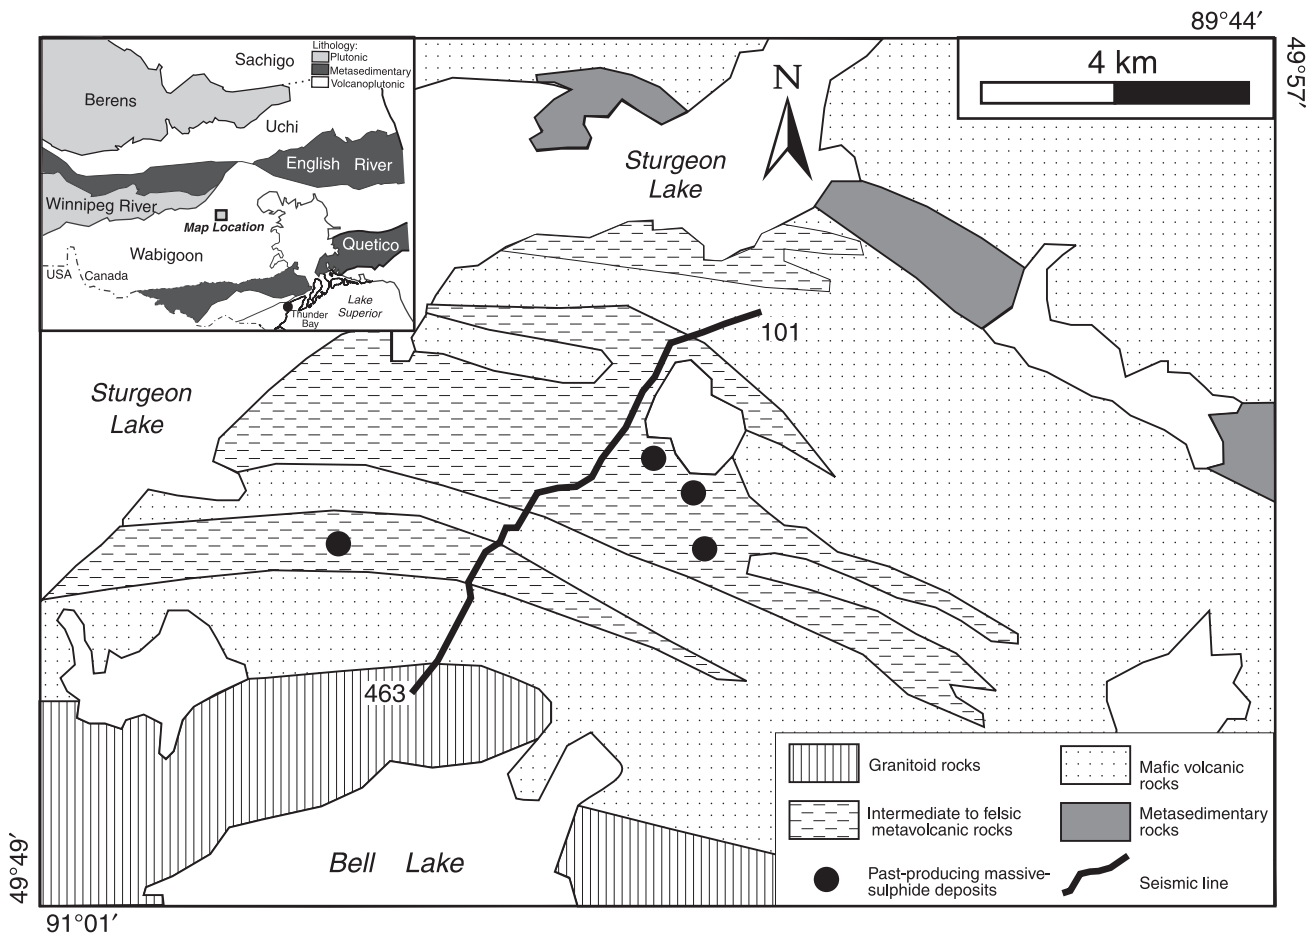 89°44′
49°57′
Lithology:
Plutonic
Metasedimentary
Volcanoplutonic
Sachigo
Berens
Uchi
English River
Winnipeg River
Map Location
Wabigoon
Quetico
USA
Canada
Lake
Superior
Thunder
Bay
4 km
N
Sturgeon
Lake
101
Sturgeon
Lake
463
Bell Lake
Granitoid rocks
Intermediate to felsic
metavolcanic rocks
Past-producing massive-
sulphide deposits
Mafic volcanic
rocks
Metasedimentary
rocks
Seismic line
49°49′
91°01′